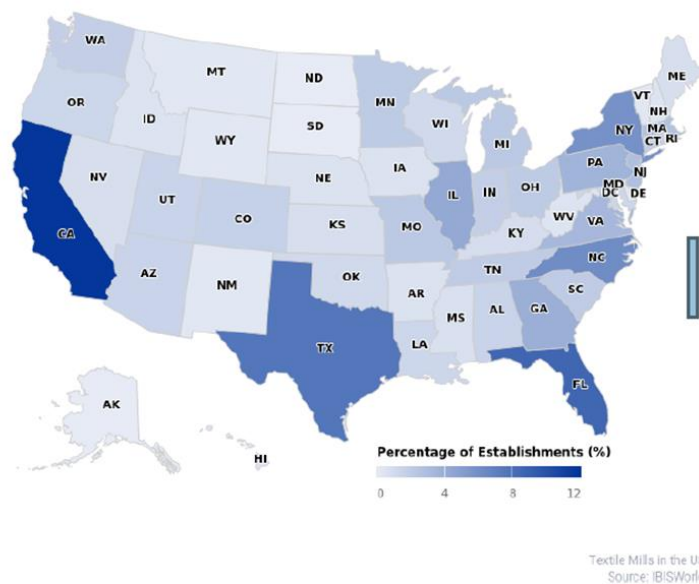 WA
MT
ND
ME
OR
ID
MN
VT
NH
SD
WI
NY
MA
WY
MI
CT
RI
IA
PA
NJ
NE
NV
OH
MD
UT
IL
IN
DC
DE
CO
WV
VA
KS
MO
KY
CA
NC
TN
AZ
OK
NM
AR
SC
MS
AL
GA
TX
LA
FL
AK
HI
Percentage of Establishments (%)
0 4 8 12
Textile Mills in the U
Source: IBISWorl